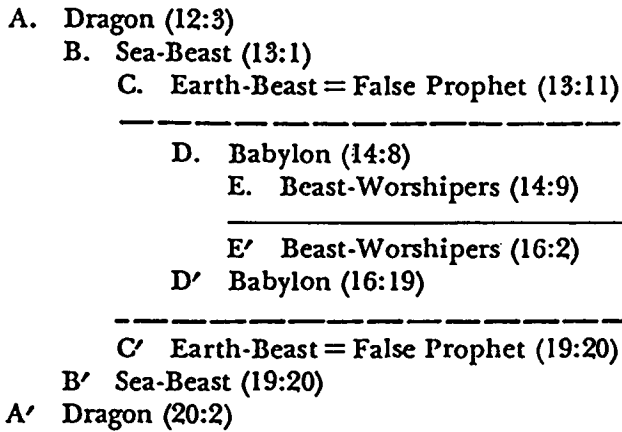 A. Dragon (12:3)
B. Sea-Beast (13:1)
C. Earth-Beast = False Prophet (13:11)
D. Babylon (14:8)
E. Beast-Worshipers (14:9)
E′ Beast-Worshipers (16:2)
D′ Babylon (16:19)
C′ Earth-Beast = False Prophet (19:20)
B′ Sea-Beast (19:20)
A′ Dragon (20:2)